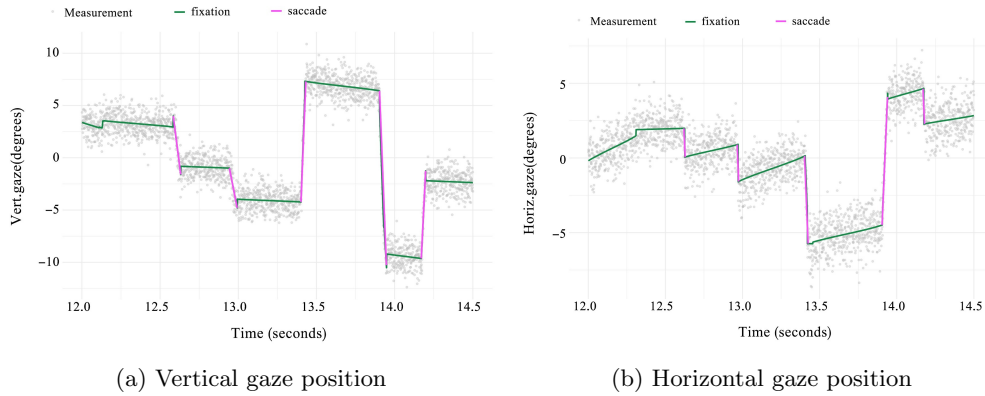 Measurement fixation saccade
10
5
0
−5
−10
Vert.gaze(degrees)
12.0 12.5 13.0 13.5 14.0 14.5
Time (seconds)
(a) Vertical gaze position
Measurement fixation saccade
5
0
−5
Horiz.gaze(degrees)
12.0 12.5 13.0 13.5 14.0 14.5
Time (seconds)
(b) Horizontal gaze position